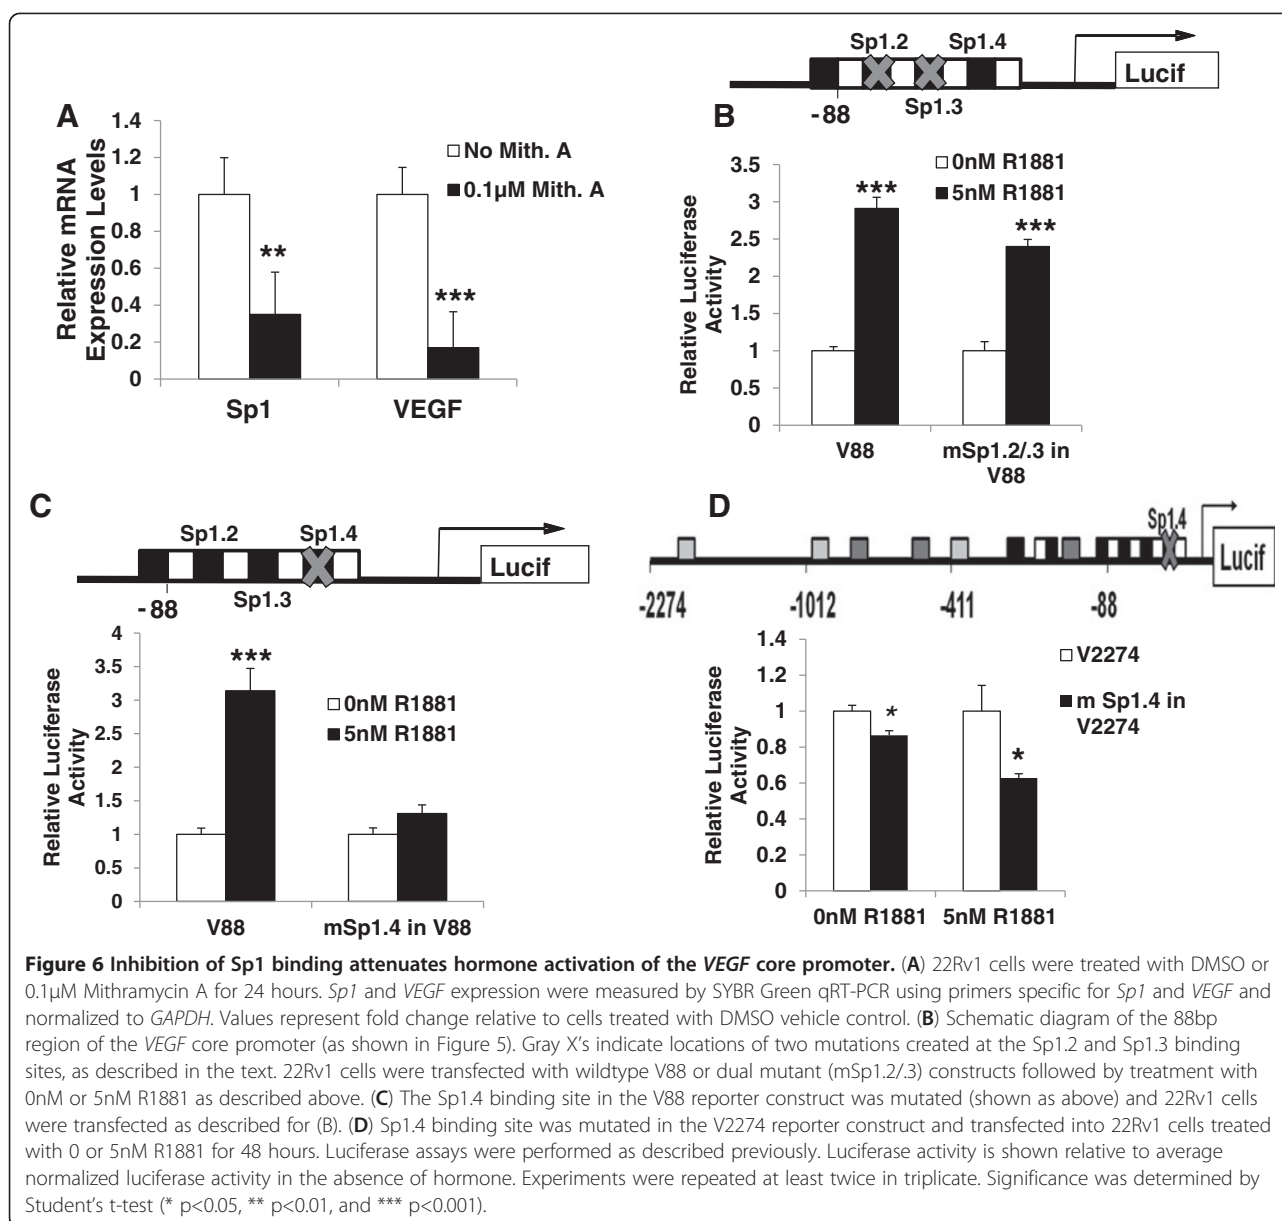 A
Relative mRNA
Expression Levels
1.4
1.2
1
0.8
0.6
0.4
0.2
0
No Mith. A
0.1µM Mith. A
**
***
Sp1
VEGF
Sp1.2
Sp1.4
Lucif
-88
Sp1.3
B
Relative Luciferase
Activity
3.5
3
2.5
2
1.5
1
0.5
0
0nM R1881
5nM R1881
***
***
V88
mSp1.2/.3 in
V88
C
Sp1.2
Sp1.4
Lucif
-88
Sp1.3
Relative Luciferase
Activity
4
3.5
3
2.5
2
1.5
1
0.5
0
***
0nM R1881
5nM R1881
V88
mSp1.4 in V88
D
Sp1.4
Lucif
-2274
-1012
-411
-88
Relative Luciferase
Activity
1.4
1.2
1
0.8
0.6
0.4
0.2
0
V2274
m Sp1.4 in
V2274
*
*
0nM R1881
5nM R1881
Figure 6 Inhibition of Sp1 binding attenuates hormone activation of the VEGF core promoter. (A) 22Rv1 cells were treated with DMSO or
0.1µM Mithramycin A for 24 hours. Sp1 and VEGF expression were measured by SYBR Green qRT-PCR using primers specific for Sp1 and VEGF and
normalized to GAPDH. Values represent fold change relative to cells treated with DMSO vehicle control. (B) Schematic diagram of the 88bp
region of the VEGF core promoter (as shown in Figure 5). Gray X's indicate locations of two mutations created at the Sp1.2 and Sp1.3 binding
sites, as described in the text. 22Rv1 cells were transfected with wildtype V88 or dual mutant (mSp1.2/.3) constructs followed by treatment with
0nM or 5nM R1881 as described above. (C) The Sp1.4 binding site in the V88 reporter construct was mutated (shown as above) and 22Rv1 cells
were transfected as described for (B). (D) Sp1.4 binding site was mutated in the V2274 reporter construct and transfected into 22Rv1 cells treated
with 0 or 5nM R1881 for 48 hours. Luciferase assays were performed as described previously. Luciferase activity is shown relative to average
normalized luciferase activity in the absence of hormone. Experiments were repeated at least twice in triplicate. Significance was determined by
Student's t-test (* p<0.05, ** p<0.01, and *** p<0.001).